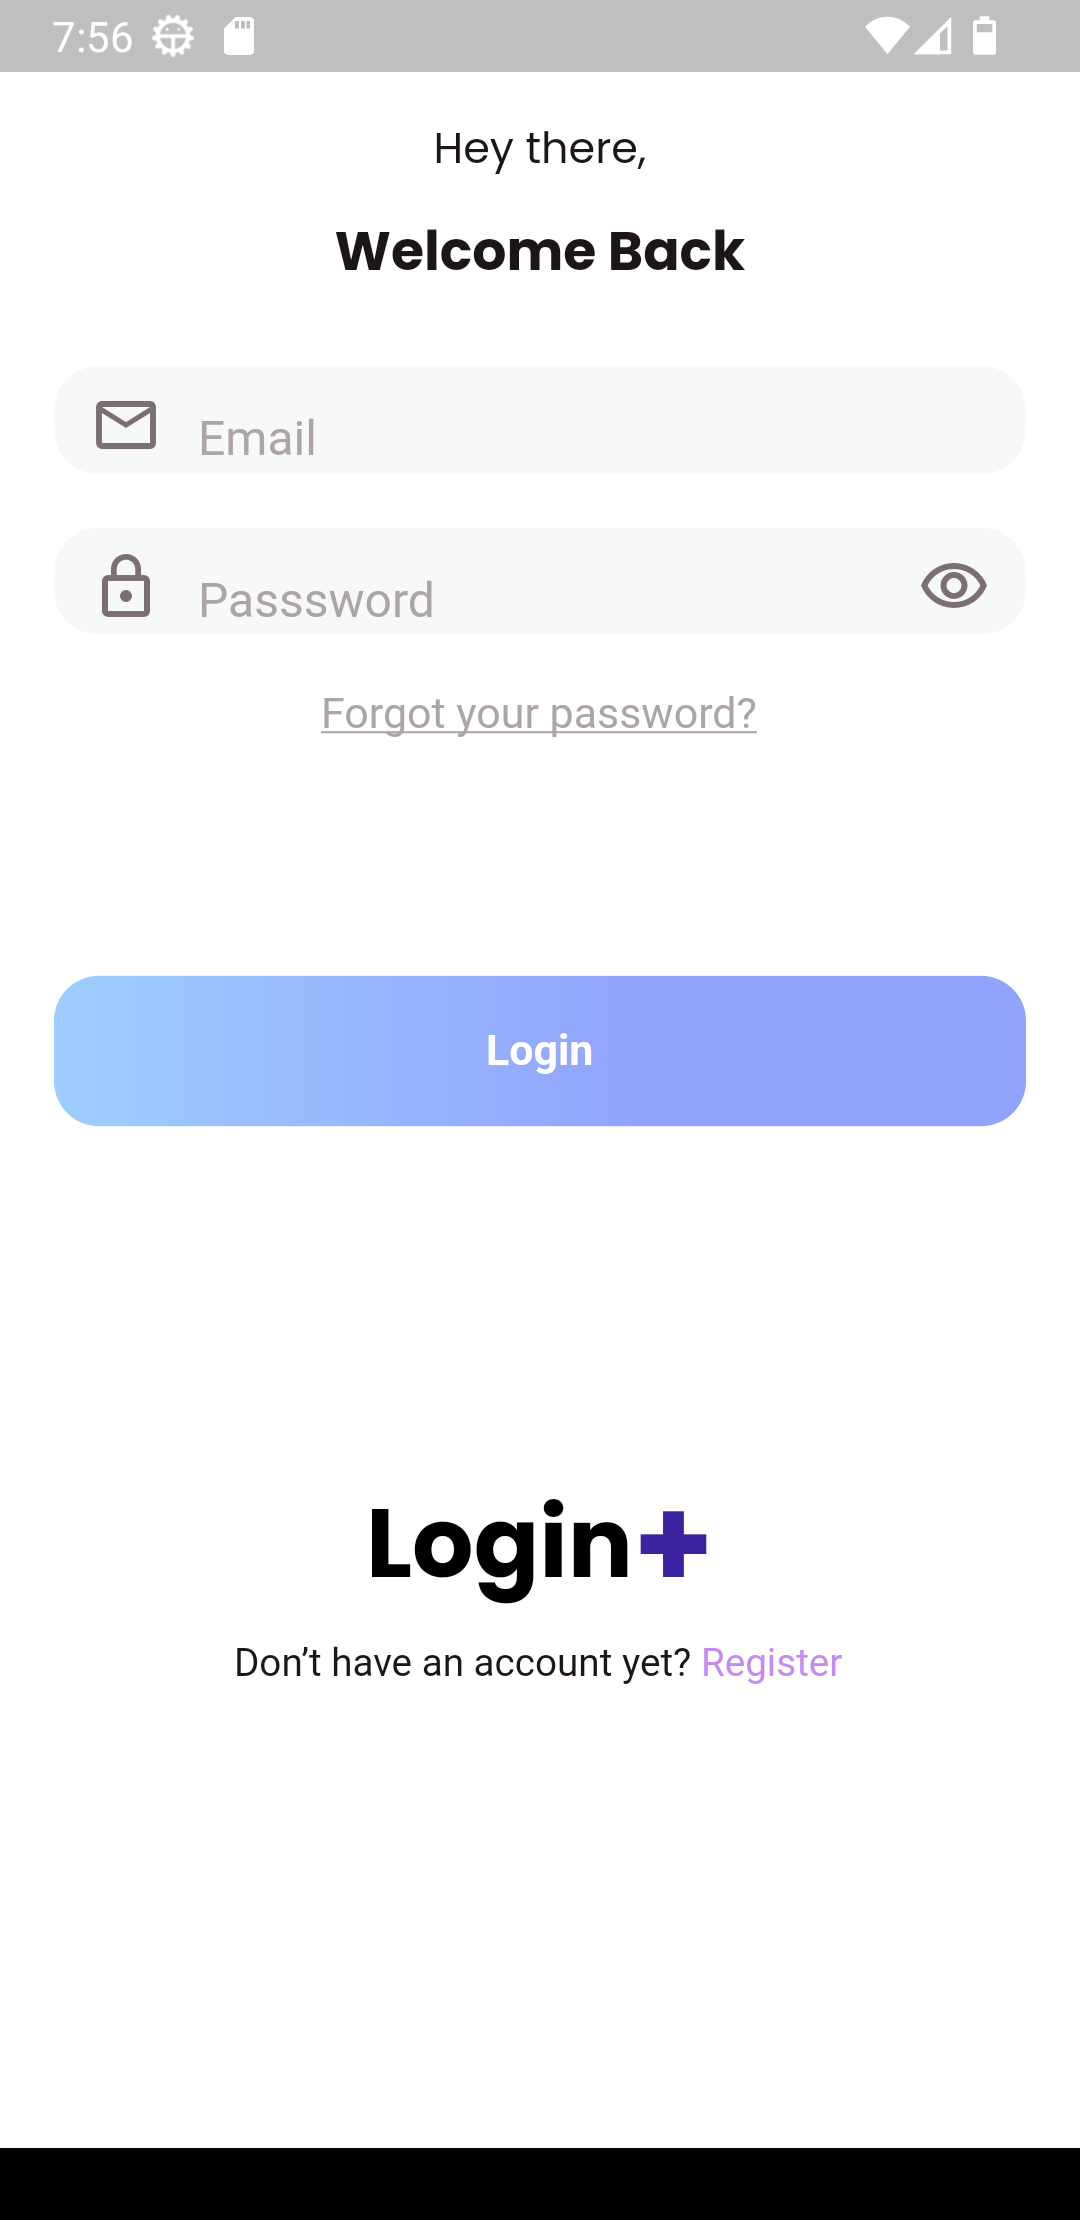 7:56
Hey there,
Welcome Back
Email
Passsword
Forgot your password?
Login
Login+
Don’t have an account yet? Register